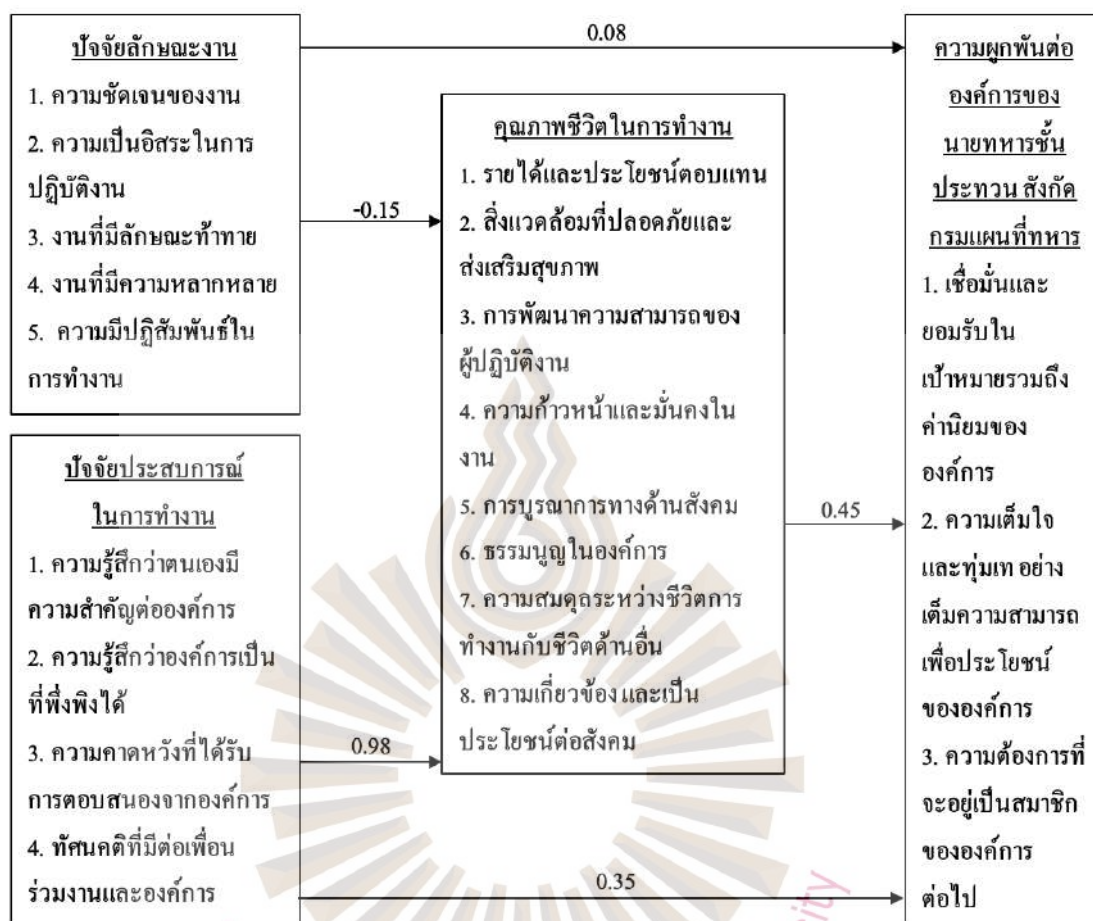 ปัจจัยลักษณะงาน
1. ความชัดเจนของงาน
2. ความเป็นอิสระในการ
ปฏิบัติงาน
3. งานที่มีลักษณะท้าทาย
4. งานที่มีความหลากหลาย
5. ความมีปฏิสัมพันธ์ใน
การทำงาน
ปัจจัยประสบการณ์
ในการทำงาน
1. ความรู้สึกว่าตนเองมี
ความสำคัญต่อองค์การ
2. ความรู้สึกว่าองค์การเป็น
ที่พึ่งพิงได้
3. ความคาดหวังที่ได้รับ
การตอบสนองจากองค์การ
4. ทัศนคติที่มีต่อเพื่อน
ร่วมงานและองค์การ
0.08
-0.15
0.98
0.35
คุณภาพชีวิตในการทำงาน
1. รายได้และประโยชน์ตอบแทน
2. สิ่งแวดล้อมที่ปลอดภัยและ
ส่งเสริมสุขภาพ
3. การพัฒนาความสามารถของ
ผู้ปฏิบัติงาน
4. ความก้าวหน้าและมั่นคงใน
งาน
5. การบูรณาการทางด้านสังคม
6. ธรรมนูญในองค์การ
7. ความสมดุลระหว่างชีวิตการ
ทำงานกับชีวิตด้านอื่น
8. ความเกี่ยวข้องและเป็น
ประโยชน์ต่อสังคม
0.45
ความผูกพันต่อ
องค์การของ
นายทหารชั้น
ประทวน สังกัด
กรมแผนที่ทหาร
1. เชื่อมั่นและ
ยอมรับใน
เป้าหมายรวมถึง
ค่านิยมของ
องค์การ
2. ความเต็มใจ
และทุ่มเท อย่าง
เต็มความสามารถ
เพื่อประโยชน์
ขององค์การ
3. ความต้องการที่
จะอยู่เป็นสมาชิก
ขององค์การ
ต่อไป